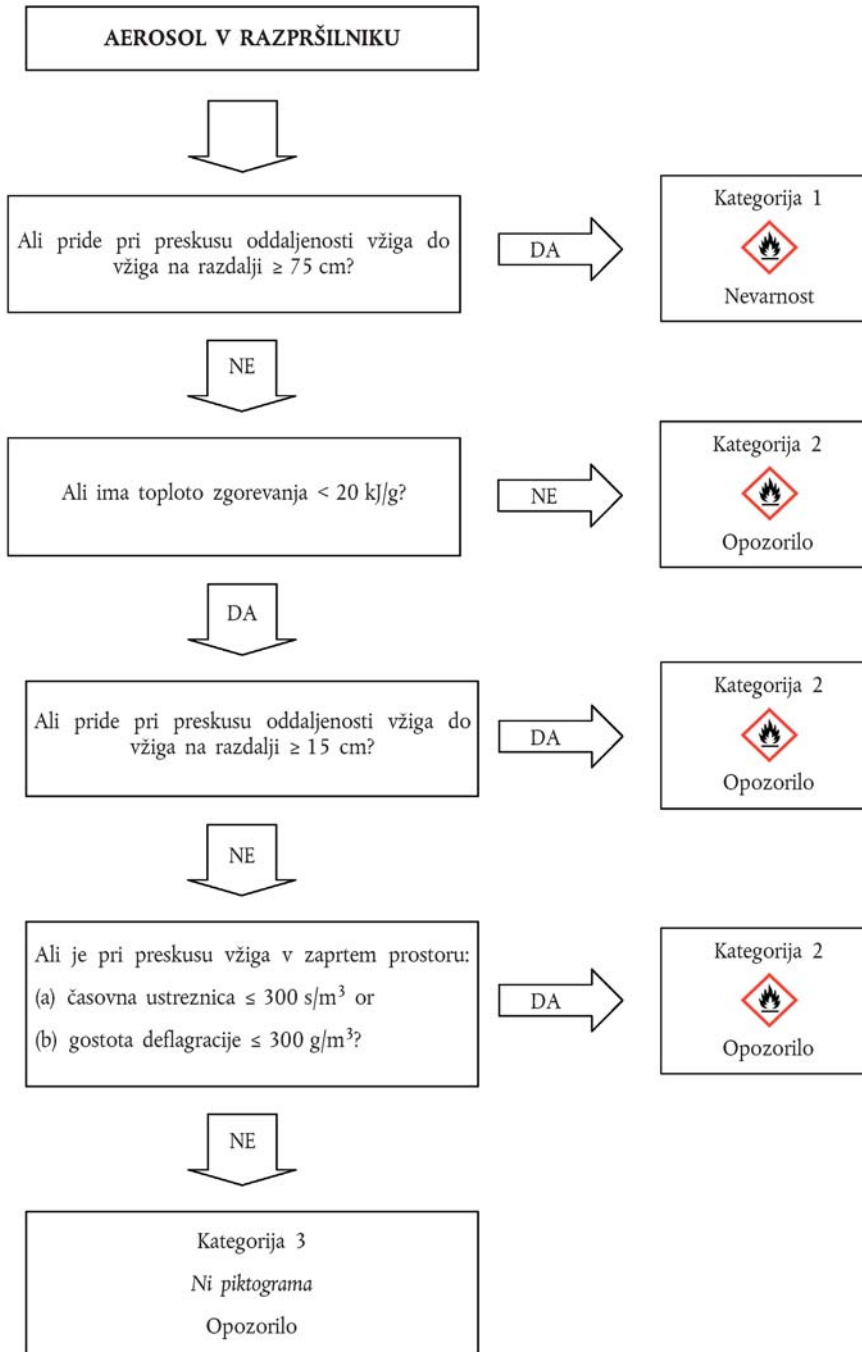 AEROSOL V RAZPRŠILNIKU
Ali pride pri preskusu oddaljenosti vžiga do
vžiga na razdalji ≥ 75 cm?
DA
Kategorija 1
Nevarnost
NE
Ali ima toploto zgorevanja < 20 kJ/g?
NE
Kategorija 2
Opozorilo
DA
Ali pride pri preskusu oddaljenosti vžiga do
vžiga na razdalji ≥ 15 cm?
DA
Kategorija 2
Opozorilo
NE
Ali je pri preskusu vžiga v zaprtem prostoru:
(a) časovna ustreznica ≤ 300 s/m³ or
(b) gostota deflagracije ≤ 300 g/m³?
DA
Kategorija 2
Opozorilo
NE
Kategorija 3
Ni piktograma
Opozorilo